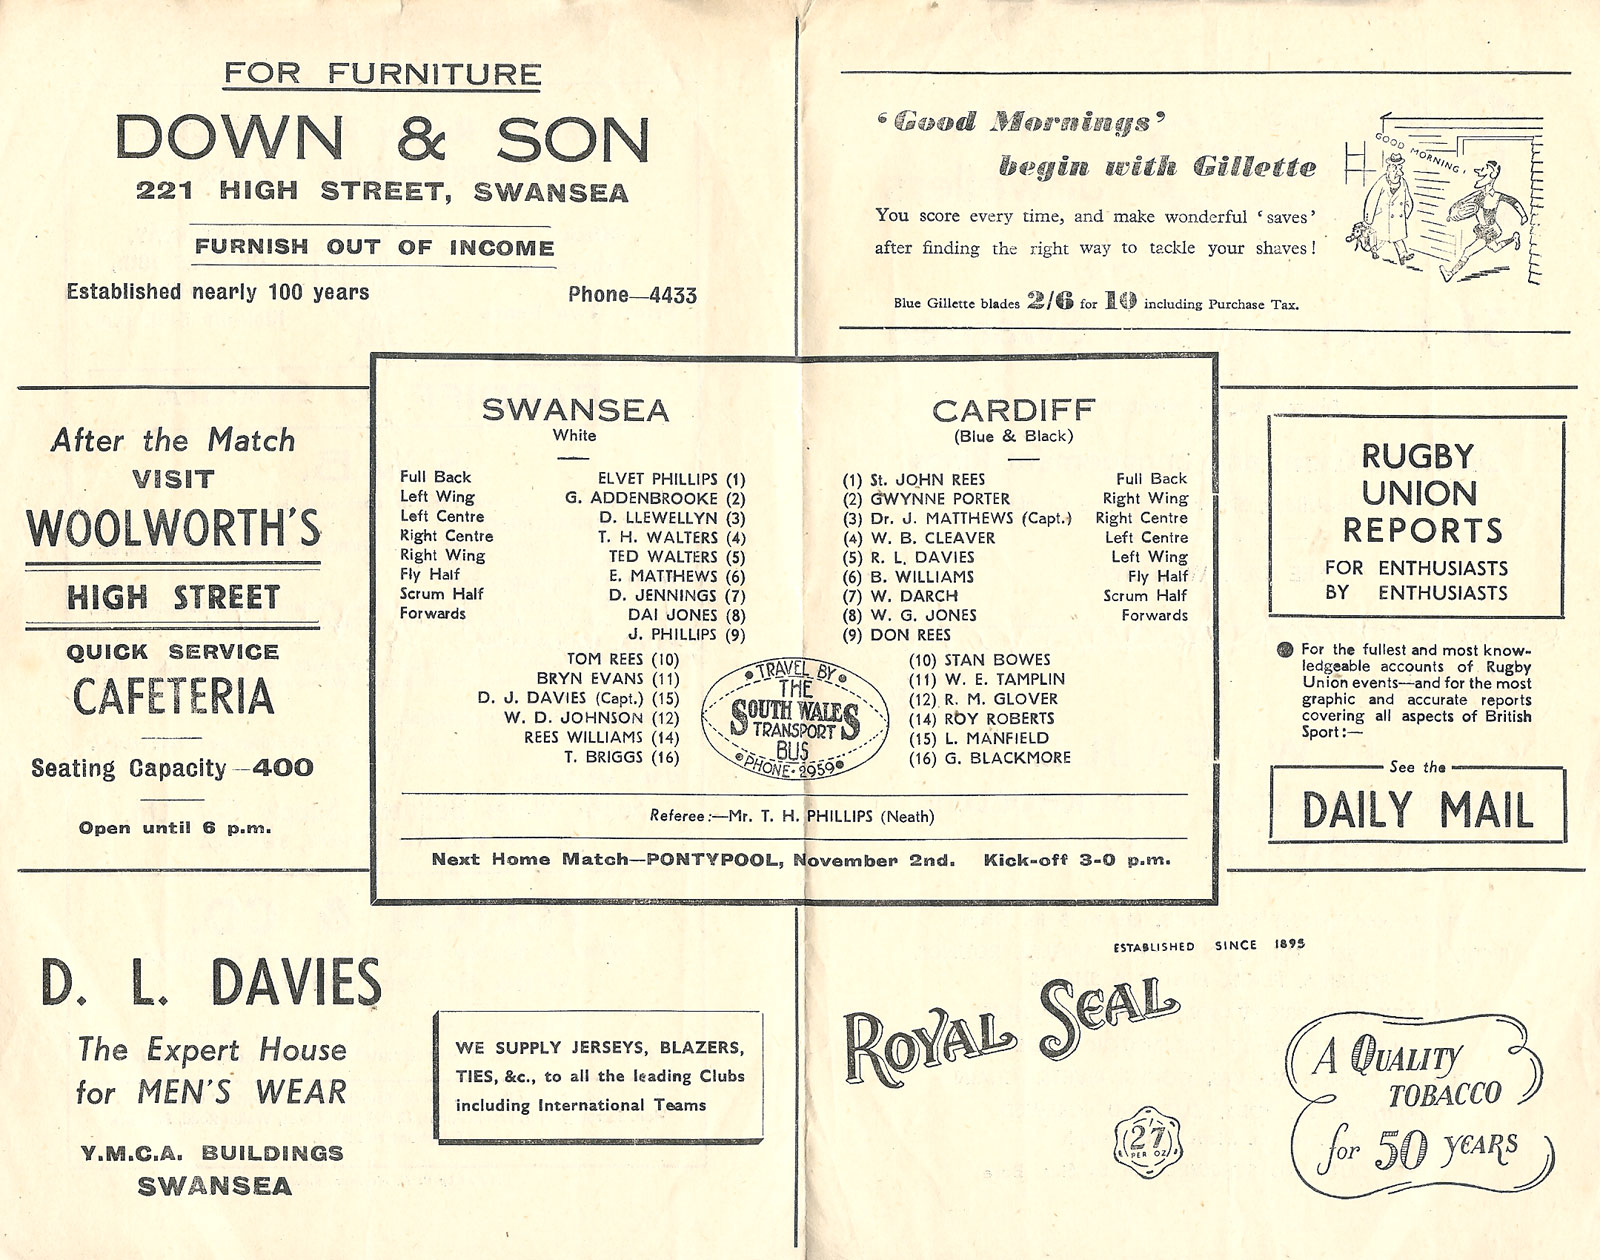 FOR FURNITURE
DOWN & SON
221 HIGH STREET, SWANSEA
FURNISH OUT OF INCOME
Established nearly 100 years
Phone—4433
'Good Mornings'
begin with Gillette
You score every time, and make wonderful 'saves'
after finding the right way to tackle your shaves!
Blue Gillette blades 2/6 for 10 including Purchase Tax.
GOOD MORNING!
After the Match
VISIT
WOOLWORTH'S
HIGH STREET
QUICK SERVICE
CAFETERIA
Seating Capacity—400
Open until 6 p.m.
SWANSEA
White
Full Back ELVET PHILLIPS (1)
Left Wing G. ADDENBROOKE (2)
Left Centre D. LLEWELLYN (3)
Right Centre T. H. WALTERS (4)
Right Wing TED WALTERS (5)
Fly Half E. MATTHEWS (6)
Scrum Half D. JENNINGS (7)
Forwards DAI JONES (8)
J. PHILLIPS (9)
TOM REES (10)
BRYN EVANS (11)
D. J. DAVIES (Capt.) (15)
W. D. JOHNSON (12)
REES WILLIAMS (14)
T. BRIGGS (16)
CARDIFF
(Blue & Black)
(1) St. JOHN REES Full Back
(2) GWYNNE PORTER Right Wing
(3) Dr. J. MATTHEWS (Capt.) Right Centre
(4) W. B. CLEAVER Left Centre
(5) R. L. DAVIES Left Wing
(6) B. WILLIAMS Fly Half
(7) W. DARCH Scrum Half
(8) W. G. JONES Forwards
(9) DON REES
(10) STAN BOWES
(11) W. E. TAMPLIN
(12) R. M. GLOVER
(14) ROY ROBERTS
(15) L. MANFIELD
(16) G. BLACKMORE
TRAVEL BY
THE
SOUTH WALES
TRANSPORT
BUS
PHONE·2959
Referee:—Mr. T. H. PHILLIPS (Neath)
Next Home Match—PONTYPOOL, November 2nd. Kick-off 3-0 p.m.
RUGBY
UNION
REPORTS
FOR ENTHUSIASTS
BY ENTHUSIASTS
For the fullest and most know-
ledgeable accounts of Rugby
Union events—and for the most
graphic and accurate reports
covering all aspects of British
Sport:—
See the
DAILY MAIL
D. L. DAVIES
The Expert House
for MEN'S WEAR
Y.M.C.A. BUILDINGS
SWANSEA
WE SUPPLY JERSEYS, BLAZERS,
TIES, &c., to all the leading Clubs
including International Teams
ESTABLISHED SINCE 1895
ROYAL SEAL
2/7
PER OZ
A QUALITY
TOBACCO
for 50 YEARS